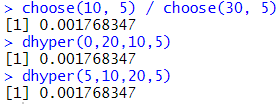 > choose(10, 5) / choose(30, 5)
[1] 0.001768347
> dhyper(0,20,10,5)
[1] 0.001768347
> dhyper(5,10,20,5)
[1] 0.001768347